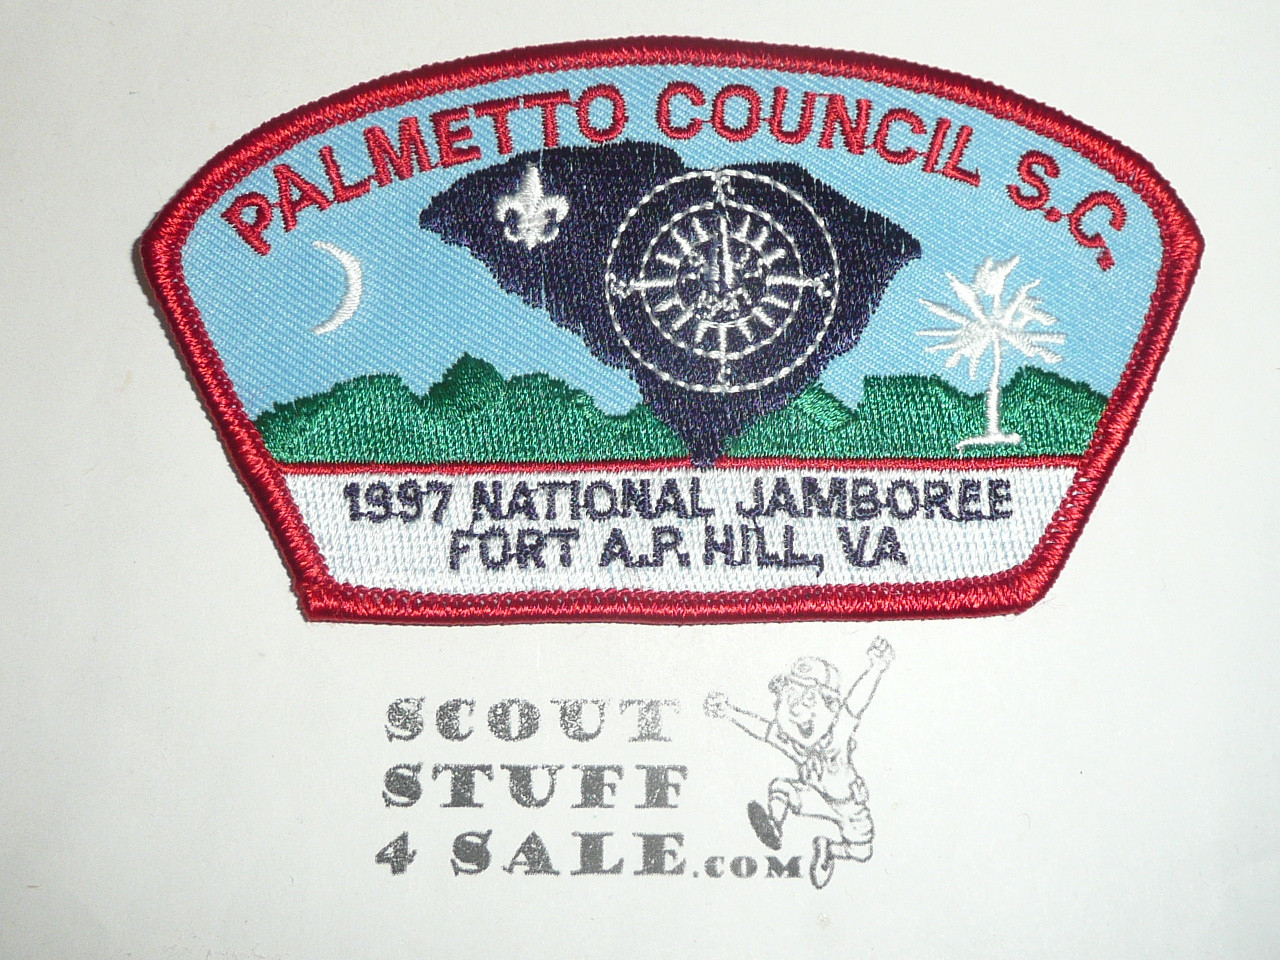 PALMETTO COUNCIL S.C.
1997 NATIONAL JAMBOREE
FORT A.P. HILL, VA
SCOUT
STUFF
4 SALE.COM